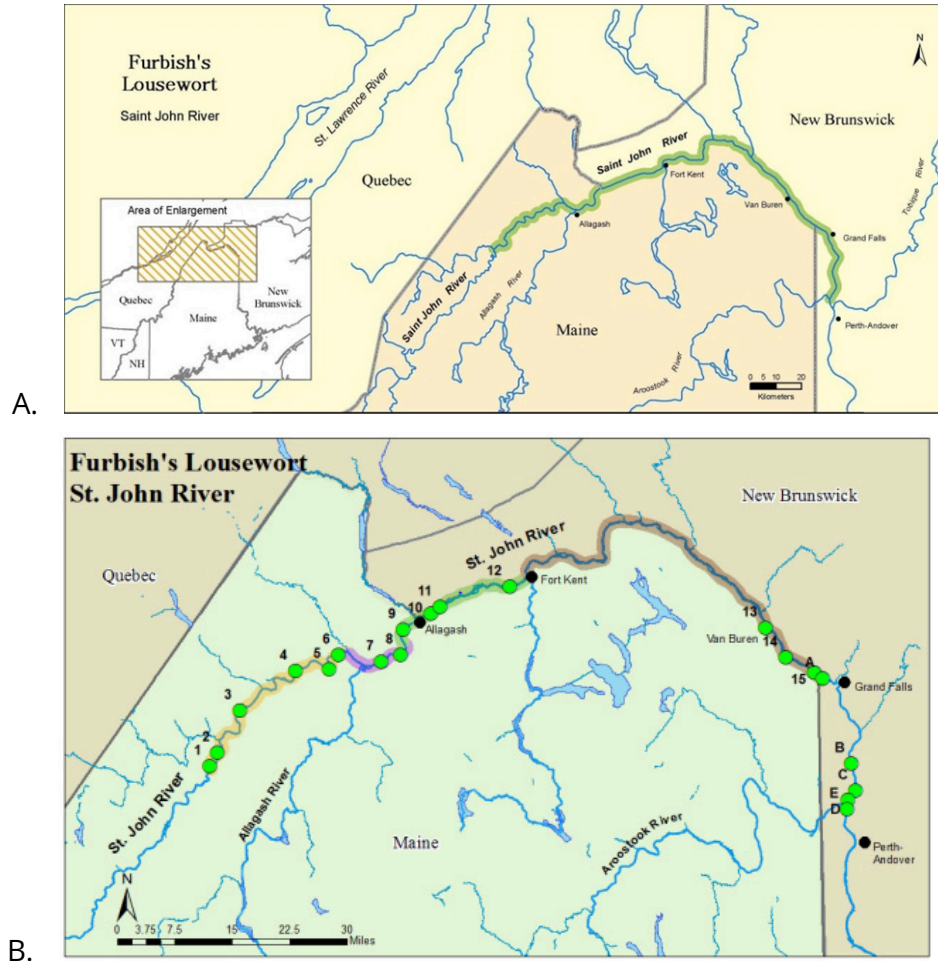 A.
Furbish's
Lousewort
Saint John River
St. Lawrence River
Quebec
Saint John River
New Brunswick
N
Fort Kent
Tobique River
Van Buren
Grand Falls
Allagash
Saint John River
Allagash River
Maine
Aroostook River
Perth-Andover
0 5 10 20
Kilometers
Area of Enlargement
Quebec
New
Brunswick
Maine
VT
NH
B.
Furbish's Lousewort
St. John River
Quebec
New Brunswick
St. John River
12
Fort Kent
11
10
9
Allagash
8
7
6
5
4
3
2
1
13
Van Buren
14
A
15
Grand Falls
B
C
E
D
Perth-
Andover
St. John River
Allagash River
Aroostook River
Maine
N
0 3.75 7.5 15 22.5 30
Miles